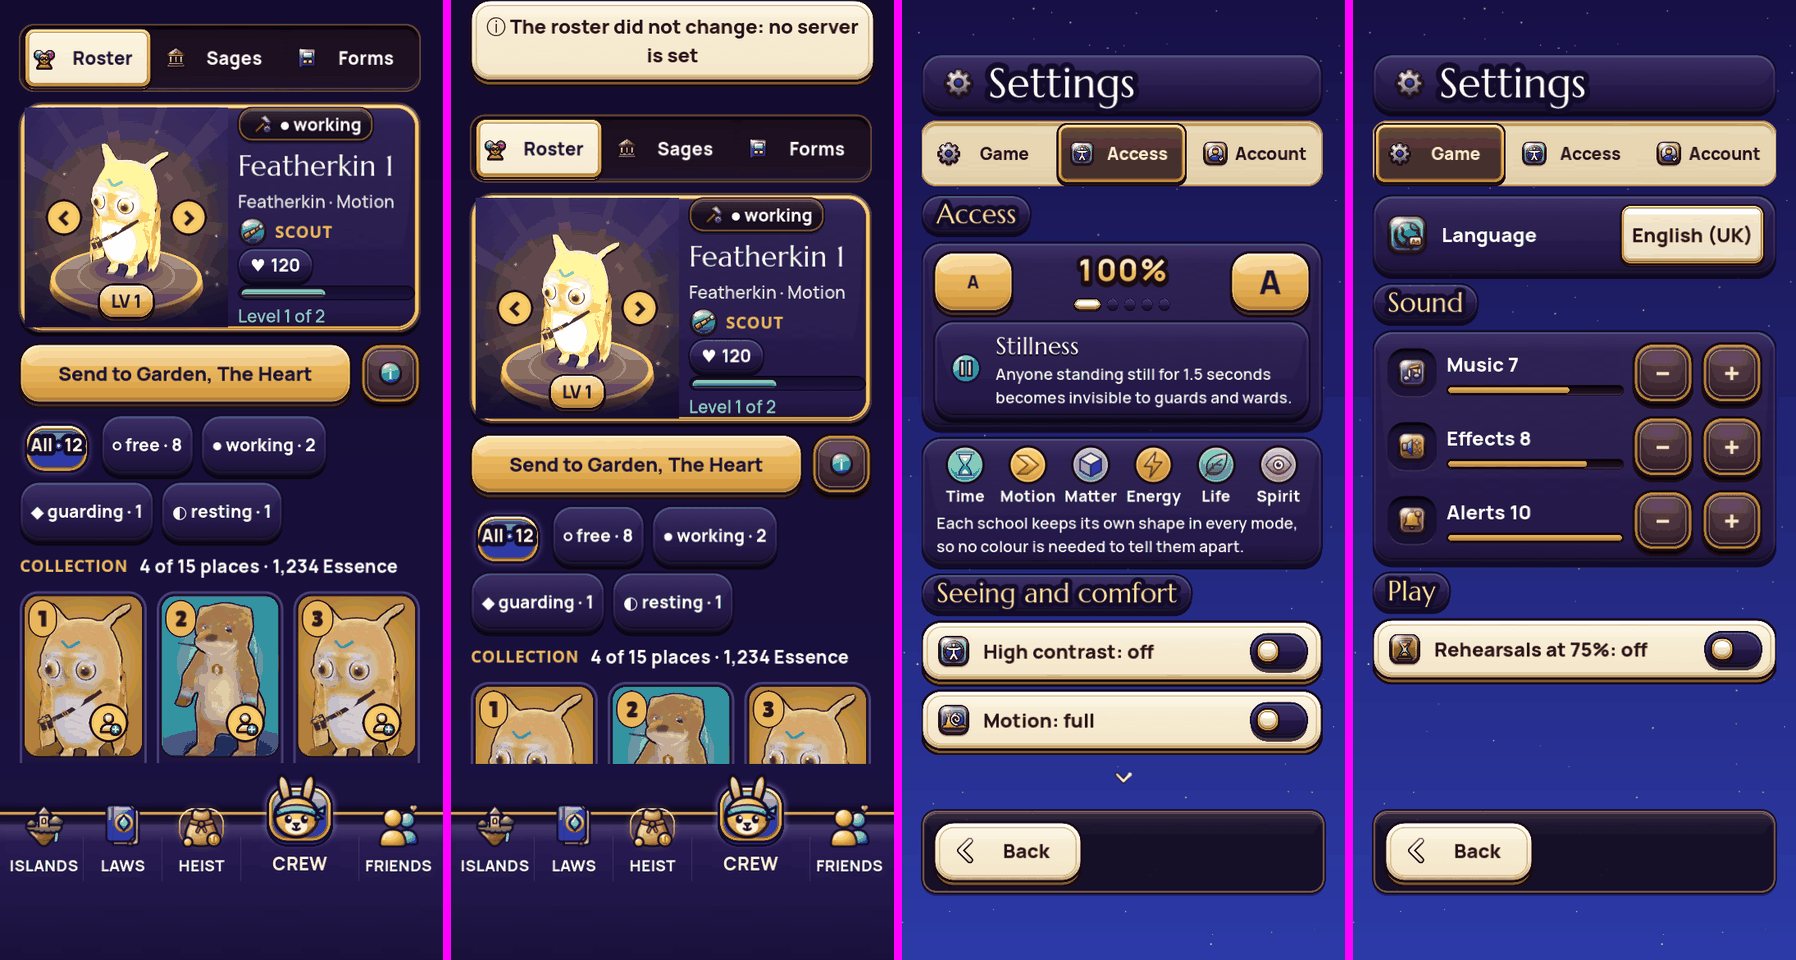 Roster
Sages
Forms
● working
Featherkin 1
Featherkin · Motion
SCOUT
♥ 120
LV 1
Level 1 of 2
Send to Garden, The Heart
All · 12
○ free · 8
● working · 2
◆ guarding · 1
◐ resting · 1
COLLECTION 4 of 15 places · 1,234 Essence
1
2
3
ISLANDS
LAWS
HEIST
CREW
FRIENDS
ⓘ The roster did not change: no server
is set
Roster
Sages
Forms
● working
Featherkin 1
Featherkin · Motion
SCOUT
♥ 120
LV 1
Level 1 of 2
Send to Garden, The Heart
All · 12
○ free · 8
● working · 2
◆ guarding · 1
◐ resting · 1
COLLECTION 4 of 15 places · 1,234 Essence
1
2
3
ISLANDS
LAWS
HEIST
CREW
FRIENDS
Settings
Game
Access
Account
Access
A
100%
A
Stillness
Anyone standing still for 1.5 seconds
becomes invisible to guards and wards.
Time
Motion
Matter
Energy
Life
Spirit
Each school keeps its own shape in every mode,
so no colour is needed to tell them apart.
Seeing and comfort
High contrast: off
Motion: full
Back
Settings
Game
Access
Account
Language
English (UK)
Sound
Music 7
−
+
Effects 8
−
+
Alerts 10
−
+
Play
Rehearsals at 75%: off
Back